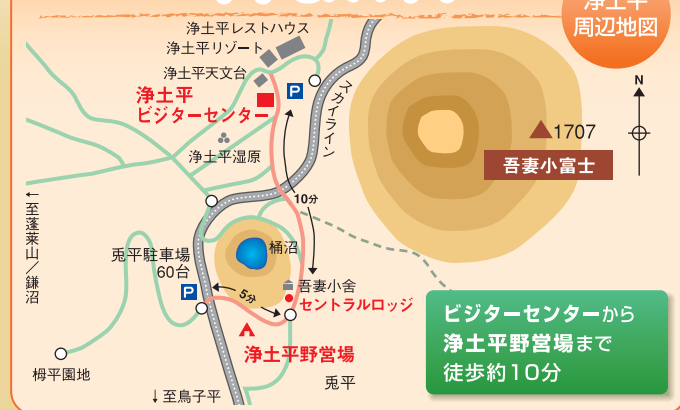 浄土平
周辺地図
浄土平レストハウス
浄土平リゾート
浄土平天文台
浄土平
ビジターセンター
P
スカイライン
N
1707
吾妻小富士
浄土平湿原
10分
←至蓬莱山／鎌沼
桶沼
兎平駐車場
60台
P
5分
吾妻小舎
セントラルロッジ
浄土平野営場
栂平園地
兎平
↓至鳥子平
ビジターセンターから
浄土平野営場まで
徒歩約10分